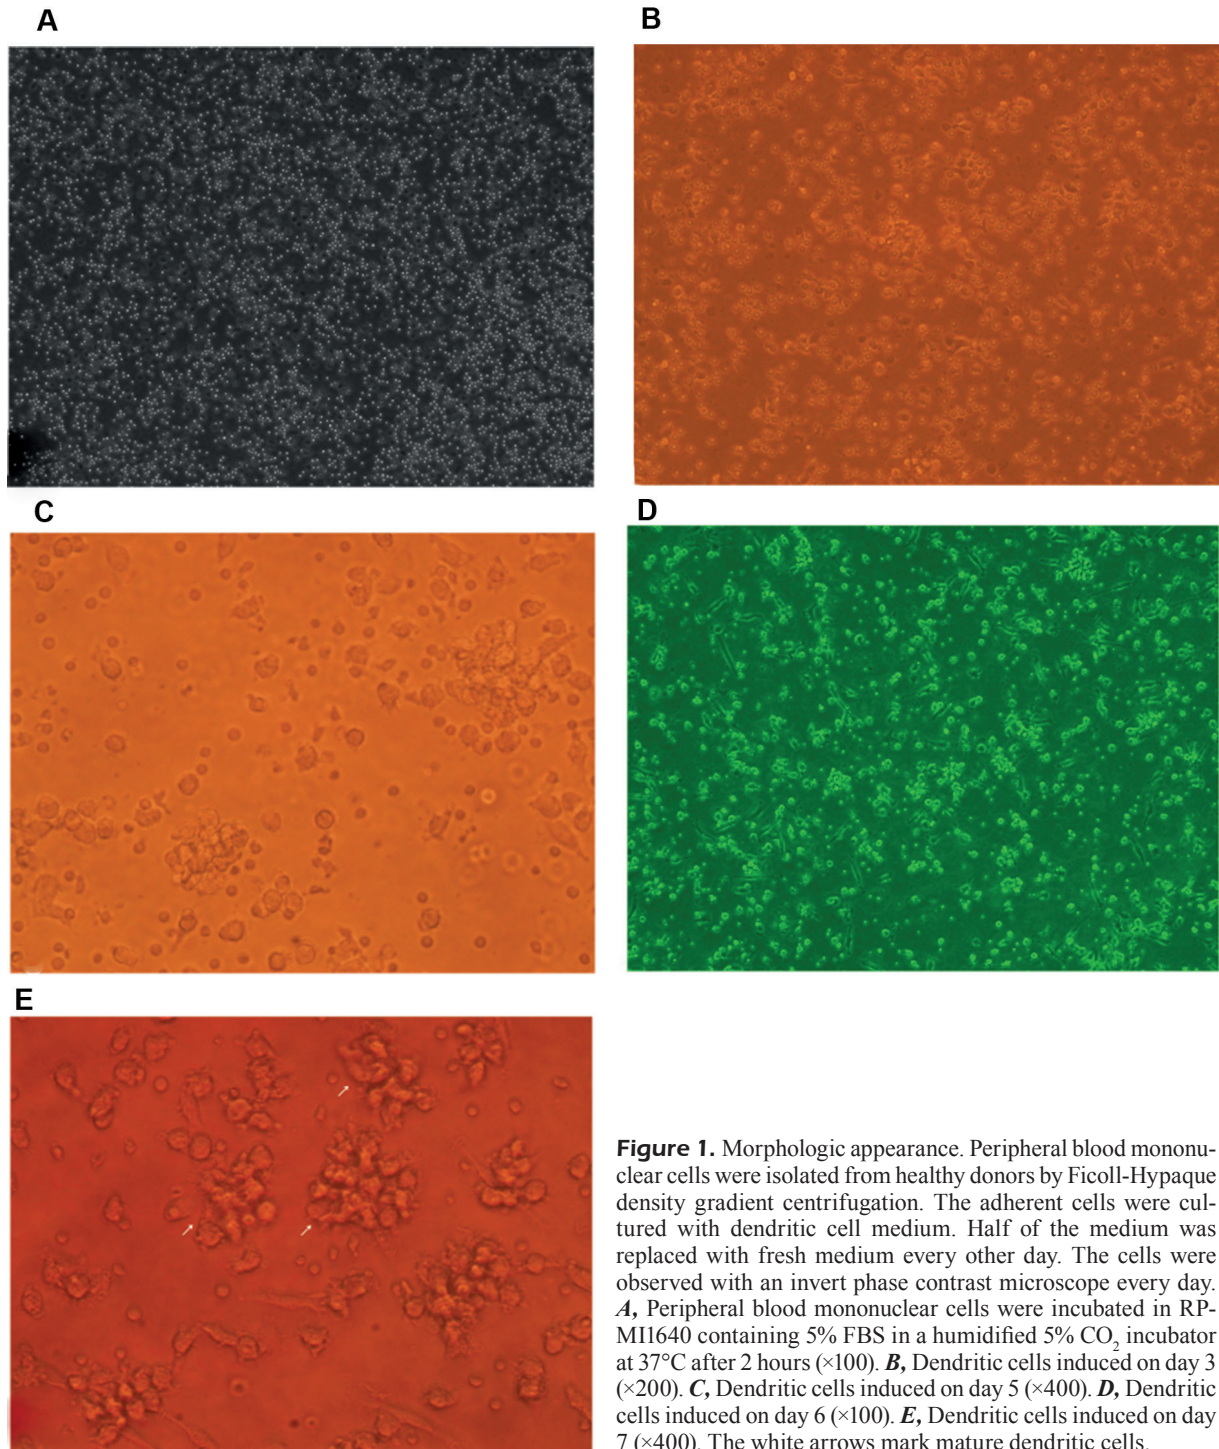 A
B
C
D
E
Figure 1. Morphologic appearance. Peripheral blood mononu-
clear cells were isolated from healthy donors by Ficoll-Hypaque
density gradient centrifugation. The adherent cells were cul-
tured with dendritic cell medium. Half of the medium was
replaced with fresh medium every other day. The cells were
observed with an invert phase contrast microscope every day.
A, Peripheral blood mononuclear cells were incubated in RP-
MI1640 containing 5% FBS in a humidified 5% CO2 incubator
at 37°C after 2 hours (×100). B, Dendritic cells induced on day 3
(×200). C, Dendritic cells induced on day 5 (×400). D, Dendritic
cells induced on day 6 (×100). E, Dendritic cells induced on day
7 (×400). The white arrows mark mature dendritic cells.